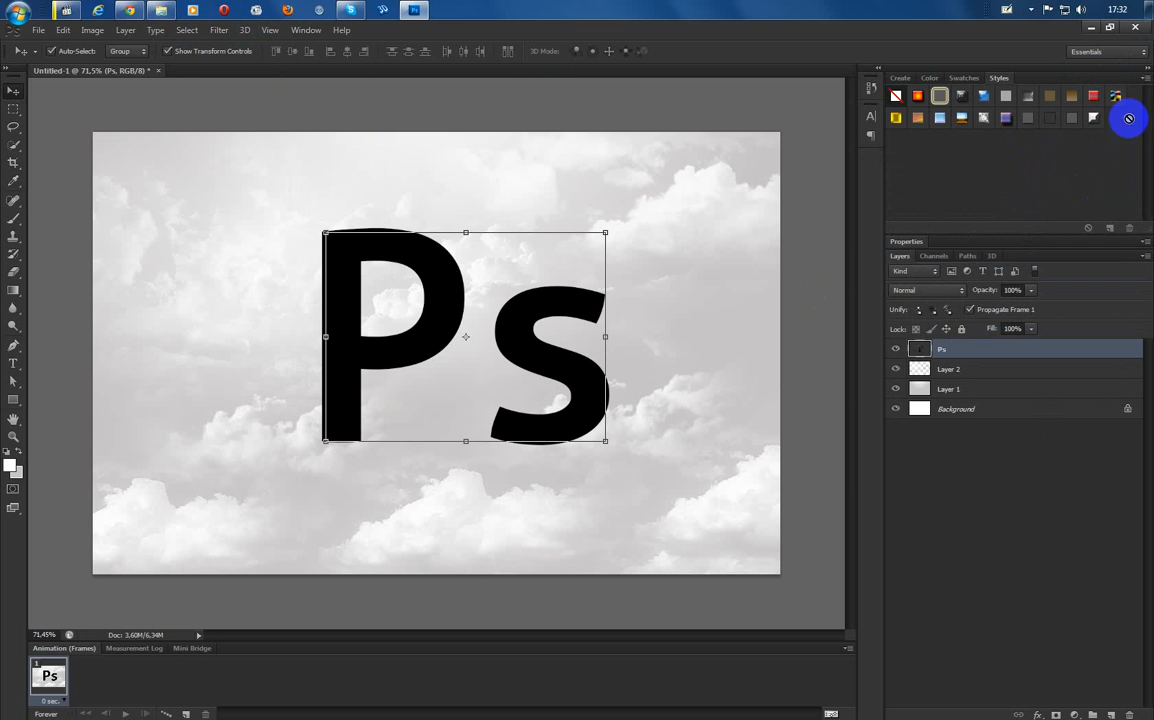 17:32
File Edit Image Layer Type Select Filter 3D View Window Help
Auto-Select: Group Show Transform Controls 3D Mode: Essentials
Untitled-1 @ 71,5% (Ps, RGB/8) * ×
Create Color Swatches Styles
Ps
Properties
Layers Channels Paths 3D
Kind
Normal Opacity: 100%
Unify: Propagate Frame 1
Lock: Fill: 100%
Ps
Layer 2
Layer 1
Background
71,45% Doc: 3,60M/6,34M
Animation (Frames) Measurement Log Mini Bridge
1
Ps
0 sec.
Forever